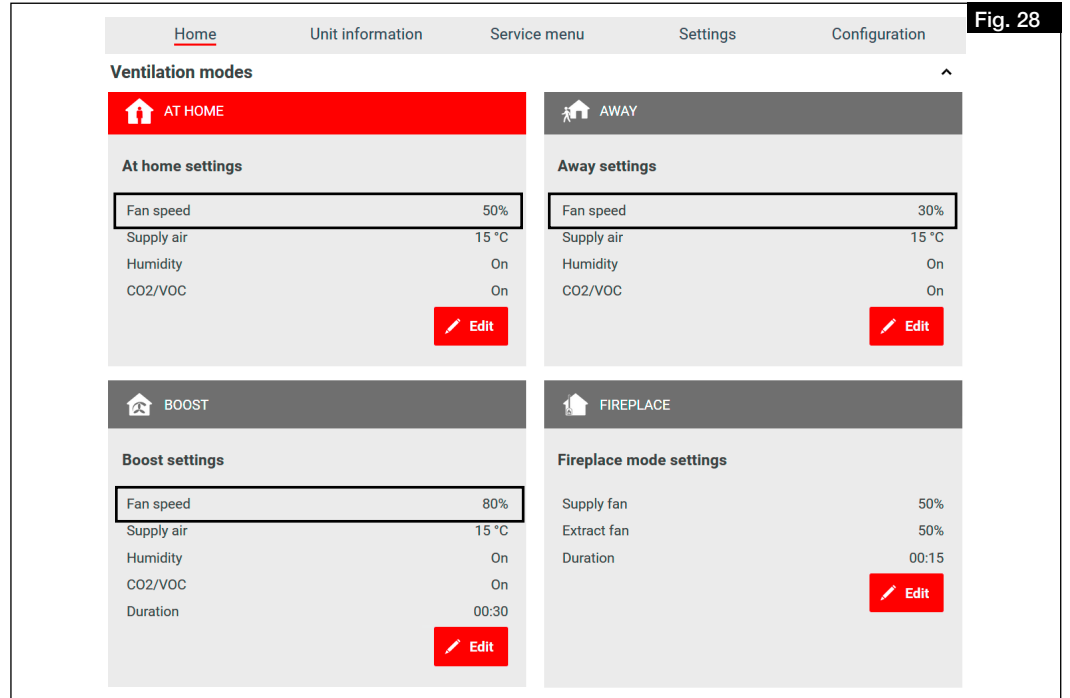 Fig. 28
Home Unit information Service menu Settings Configuration
Ventilation modes
AT HOME
At home settings
Fan speed 50%
Supply air 15 °C
Humidity On
CO2/VOC On
Edit
AWAY
Away settings
Fan speed 30%
Supply air 15 °C
Humidity On
CO2/VOC On
Edit
BOOST
Boost settings
Fan speed 80%
Supply air 15 °C
Humidity On
CO2/VOC On
Duration 00:30
Edit
FIREPLACE
Fireplace mode settings
Supply fan 50%
Extract fan 50%
Duration 00:15
Edit